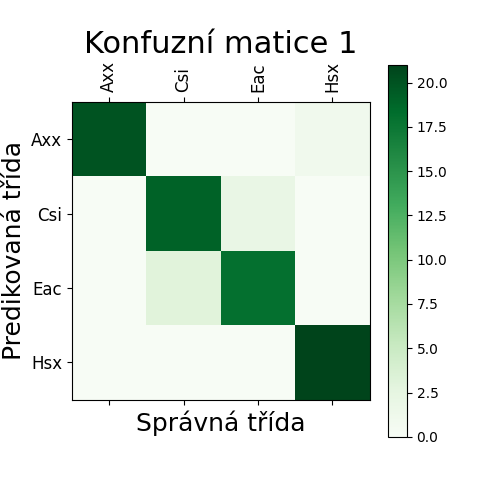 Konfuzní matice 1
Axx
Csi
Eac
Hsx
Predikovaná třída
Axx
Csi
Eac
Hsx
Správná třída
20.0
17.5
15.0
12.5
10.0
7.5
5.0
2.5
0.0